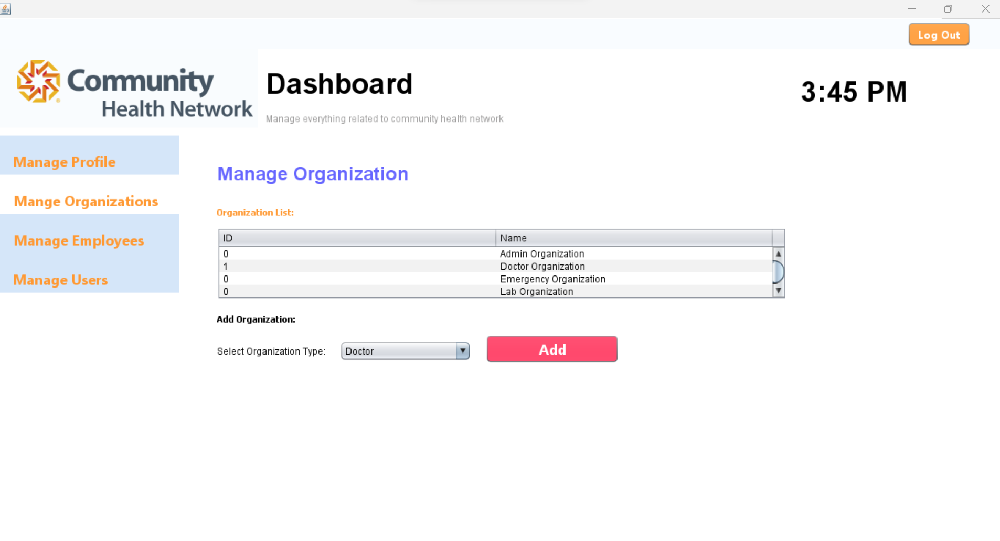 Log Out
Community
Health Network
Dashboard
3:45 PM
Manage everything related to community health network
Manage Profile
Mange Organizations
Manage Employees
Manage Users
Manage Organization
Organization List:
ID Name
0 Admin Organization
1 Doctor Organization
0 Emergency Organization
0 Lab Organization
Add Organization:
Select Organization Type: Doctor Add